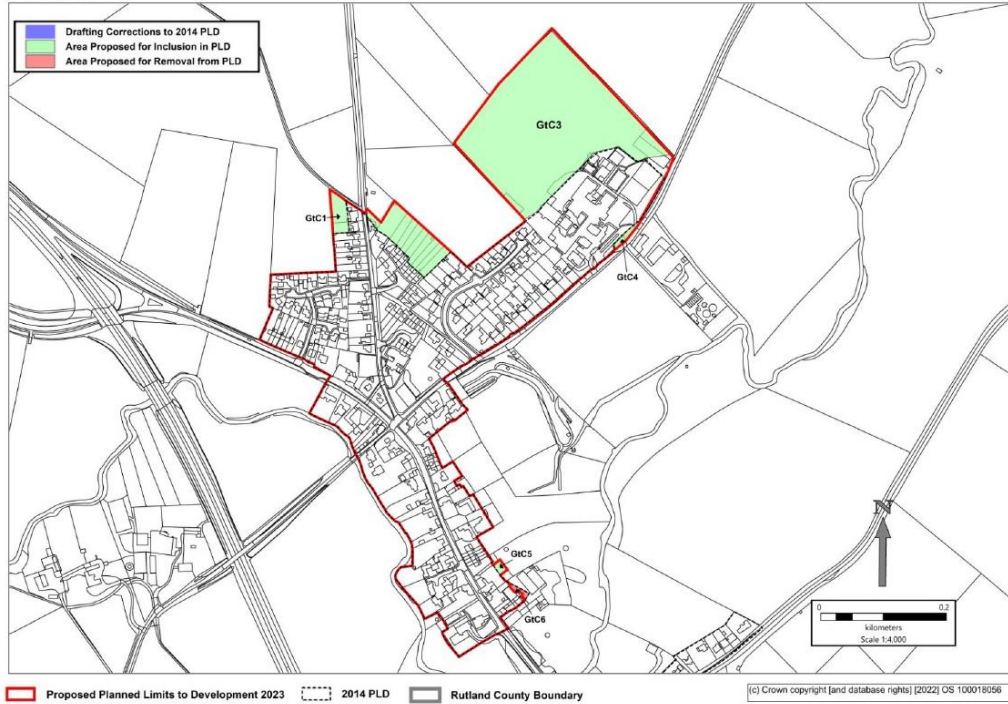 Drafting Corrections to 2014 PLD
Area Proposed for Inclusion in PLD
Area Proposed for Removal from PLD
GtC3
GtC1
GtC4
GtC5
GtC6
N
0 0.2
kilometers
Scale 1:4,000
Proposed Planned Limits to Development 2023 2014 PLD Rutland County Boundary
(c) Crown copyright [and database rights] [2022] OS 100018056